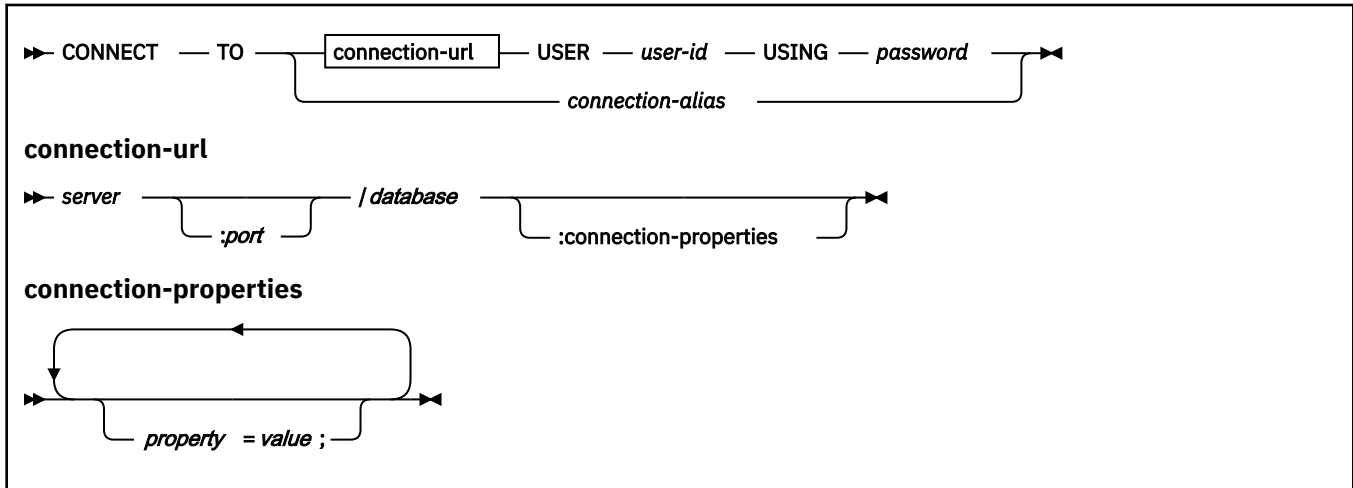 CONNECT TO connection-url USER user-id USING password
connection-alias
connection-url
server /database
:port :connection-properties
connection-properties
property = value ;